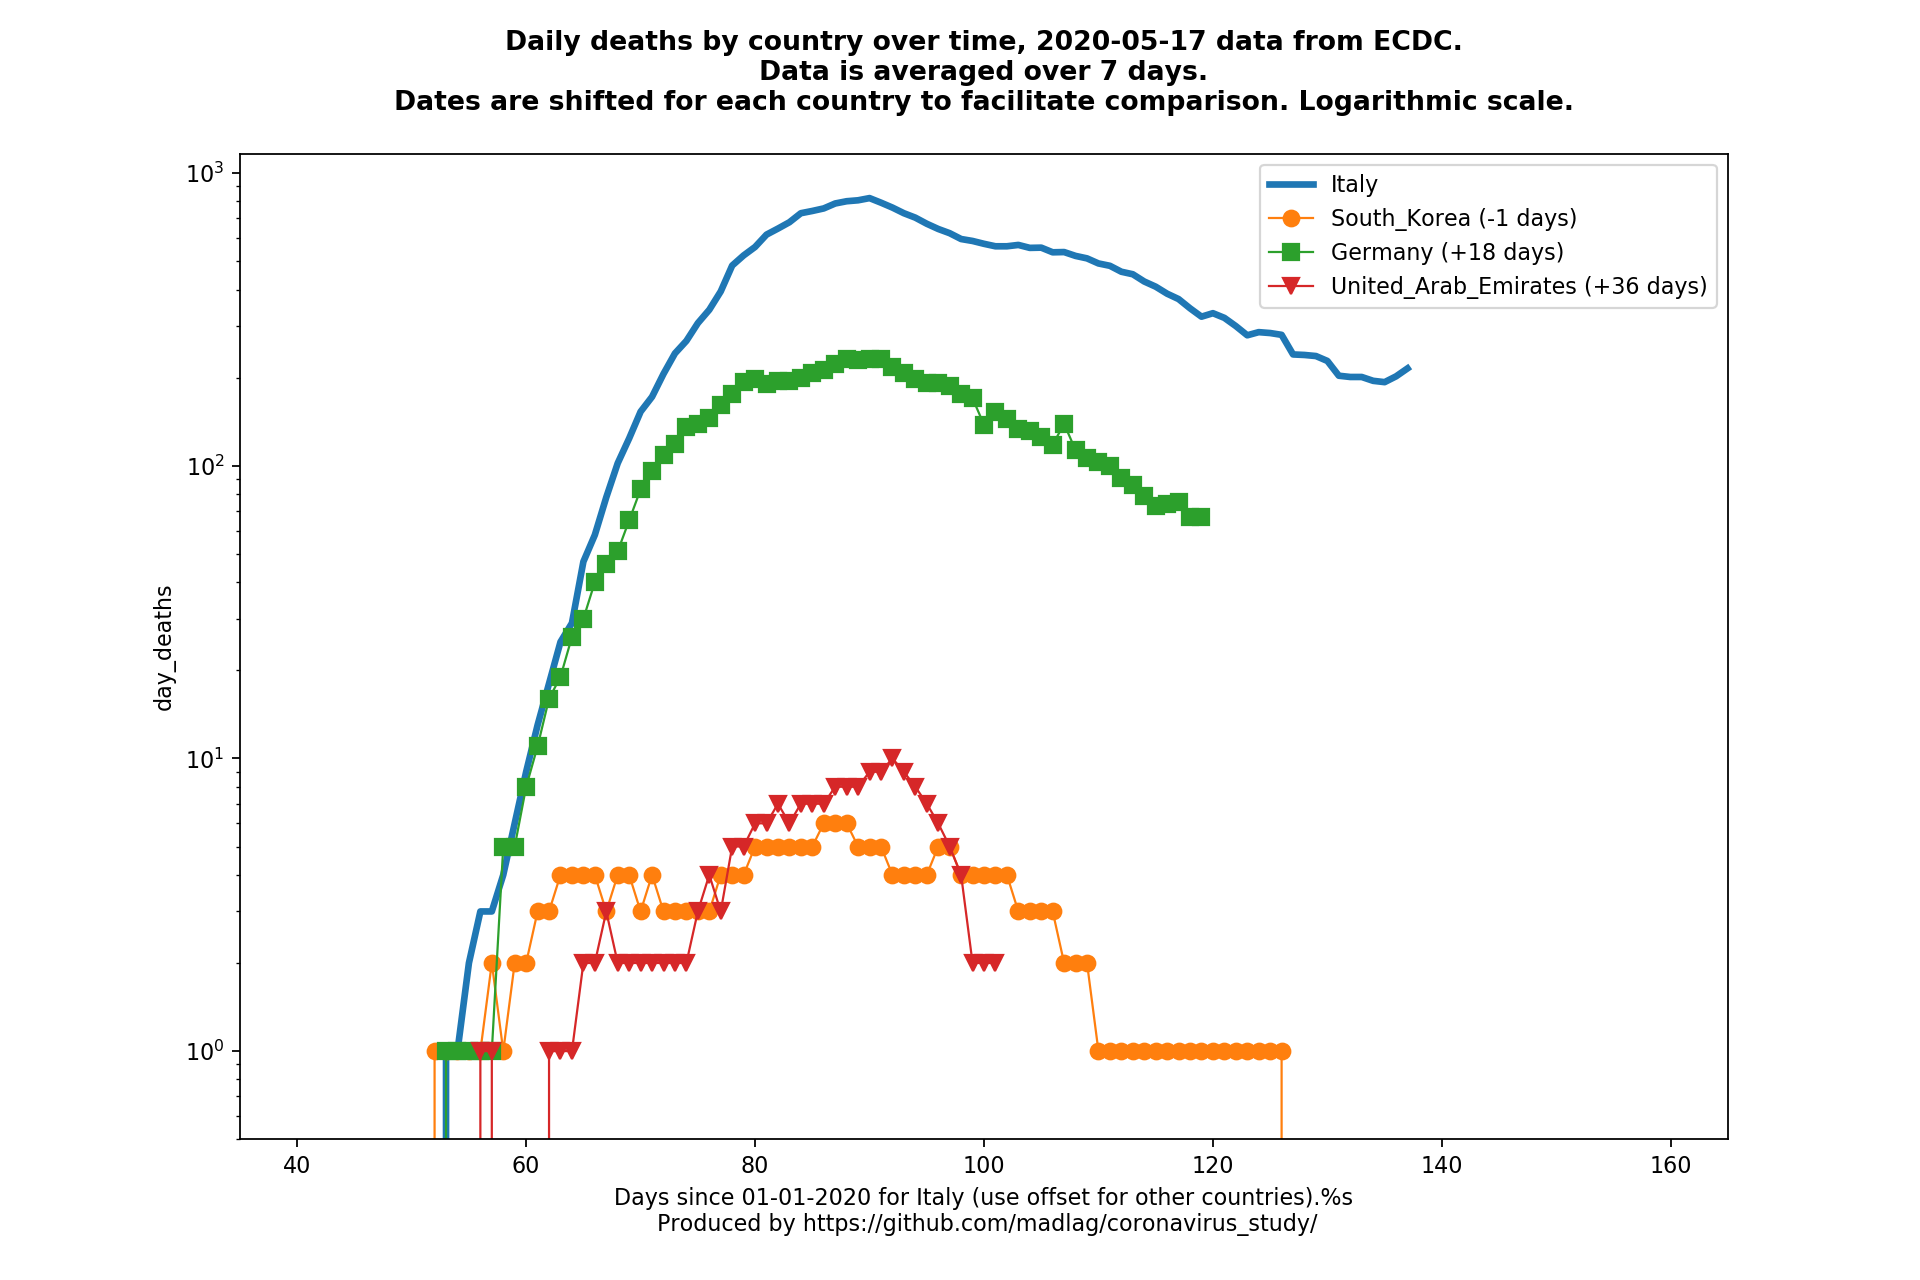 Daily deaths by country over time, 2020-05-17 data from ECDC.
Data is averaged over 7 days.
Dates are shifted for each country to facilitate comparison. Logarithmic scale.
Italy
South_Korea (-1 days)
Germany (+18 days)
United_Arab_Emirates (+36 days)
day_deaths
10³
10²
10¹
10⁰
40 60 80 100 120 140 160
Days since 01-01-2020 for Italy (use offset for other countries).%s
Produced by https://github.com/madlag/coronavirus_study/